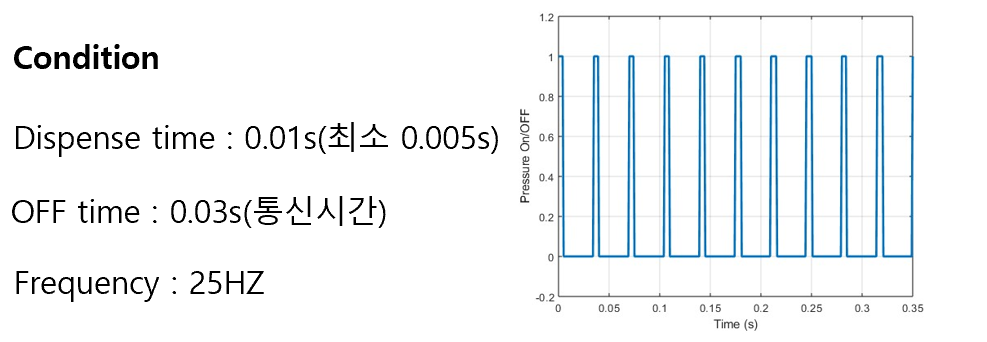 Condition
Dispense time : 0.01s(최소 0.005s)
OFF time : 0.03s(통신시간)
Frequency : 25HZ
1.2
1
0.8
0.6
0.4
0.2
0
-0.2
Pressure On/OFF
0 0.05 0.1 0.15 0.2 0.25 0.3 0.35
Time (s)